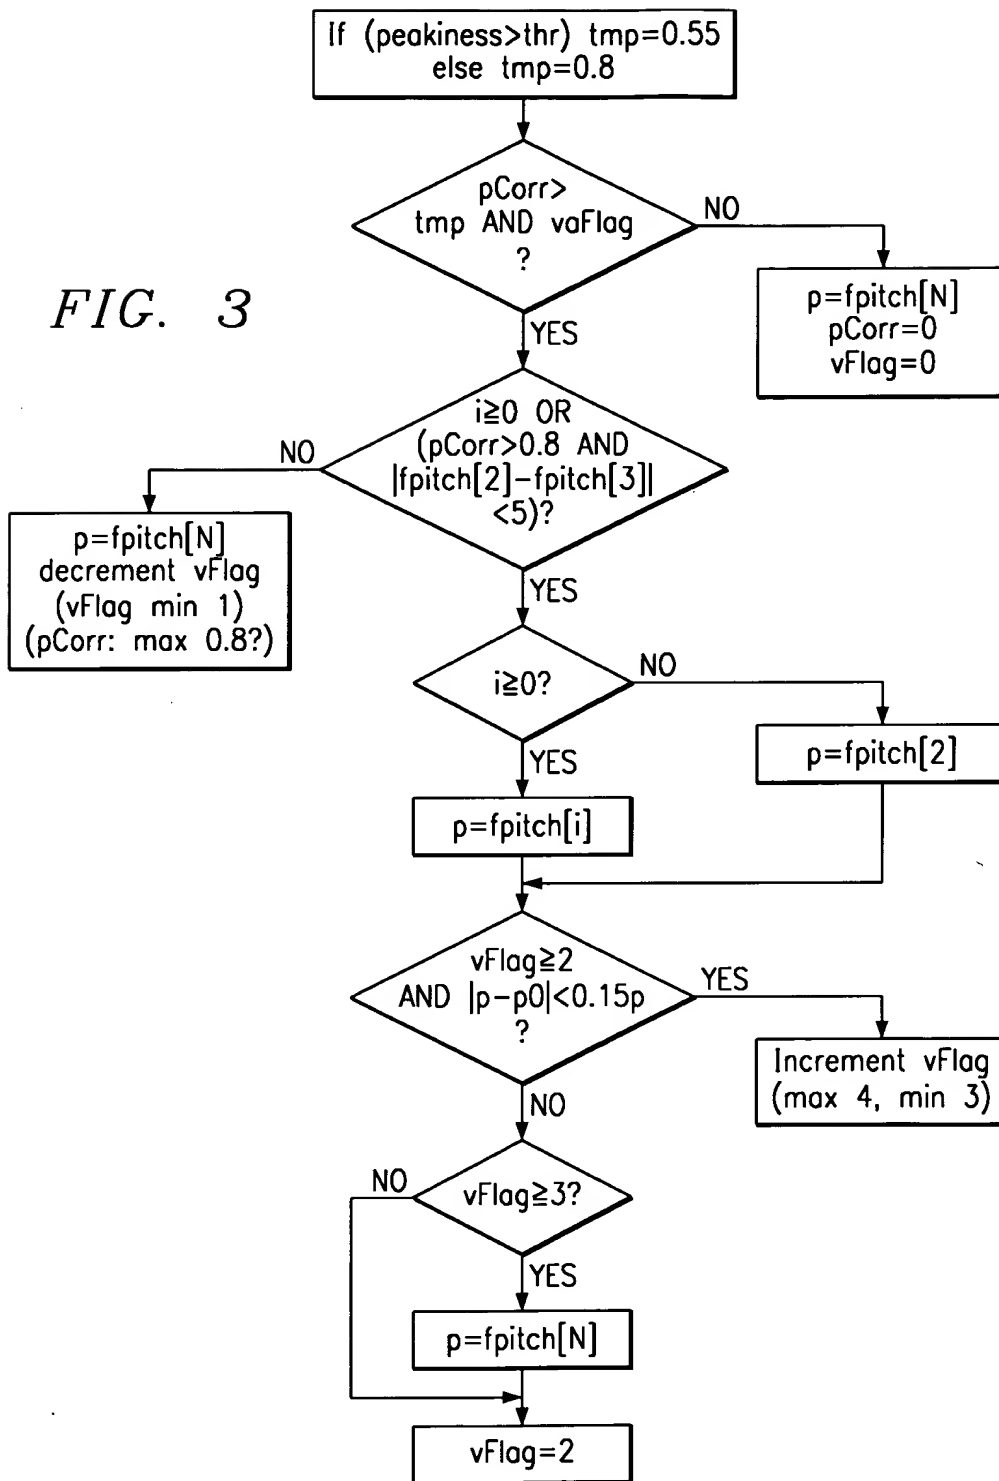 If (peakiness>thr) tmp=0.55
else tmp=0.8
pCorr>
tmp AND vaFlag
?
NO
p=fpitch[N]
pCorr=0
vFlag=0
FIG. 3
YES
i≧0 OR
(pCorr>0.8 AND
|fpitch[2]-fpitch[3]|
<5)?
NO
p=fpitch[N]
decrement vFlag
(vFlag min 1)
(pCorr: max 0.8?)
YES
i≧0?
NO
p=fpitch[2]
YES
p=fpitch[i]
vFlag≧2
AND |p-p0|<0.15p
?
YES
Increment vFlag
(max 4, min 3)
NO
vFlag≧3?
NO
YES
p=fpitch[N]
vFlag=2